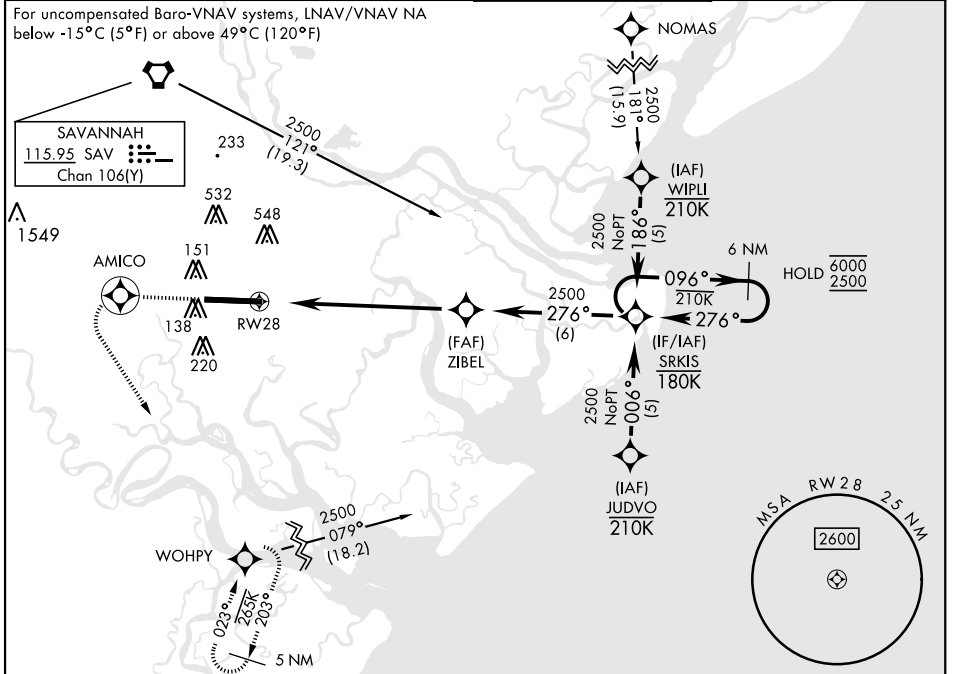 For uncompensated Baro-VNAV systems, LNAV/VNAV NA
below -15°C (5°F) or above 49°C (120°F)
NOMAS
2500
181°
(15.9)
SAVANNAH
115.95 SAV
Chan 106(Y)
2500
121°
(19.3)
233
532
548
1549
151
AMICO
138
220
RW28
(IAF)
WIPLI
210K
2500
NoPT
186°
(5)
6 NM
096°
210K
276°
HOLD
6000
2500
2500
276°
(6)
(FAF)
ZIBEL
(IF/IAF)
SRKIS
180K
2500
NoPT
006°
(5)
(IAF)
JUDVO
210K
WOHPY
2500
079°
(18.2)
023°
265K
203°
5 NM
MSA RW28 25 NM
2600